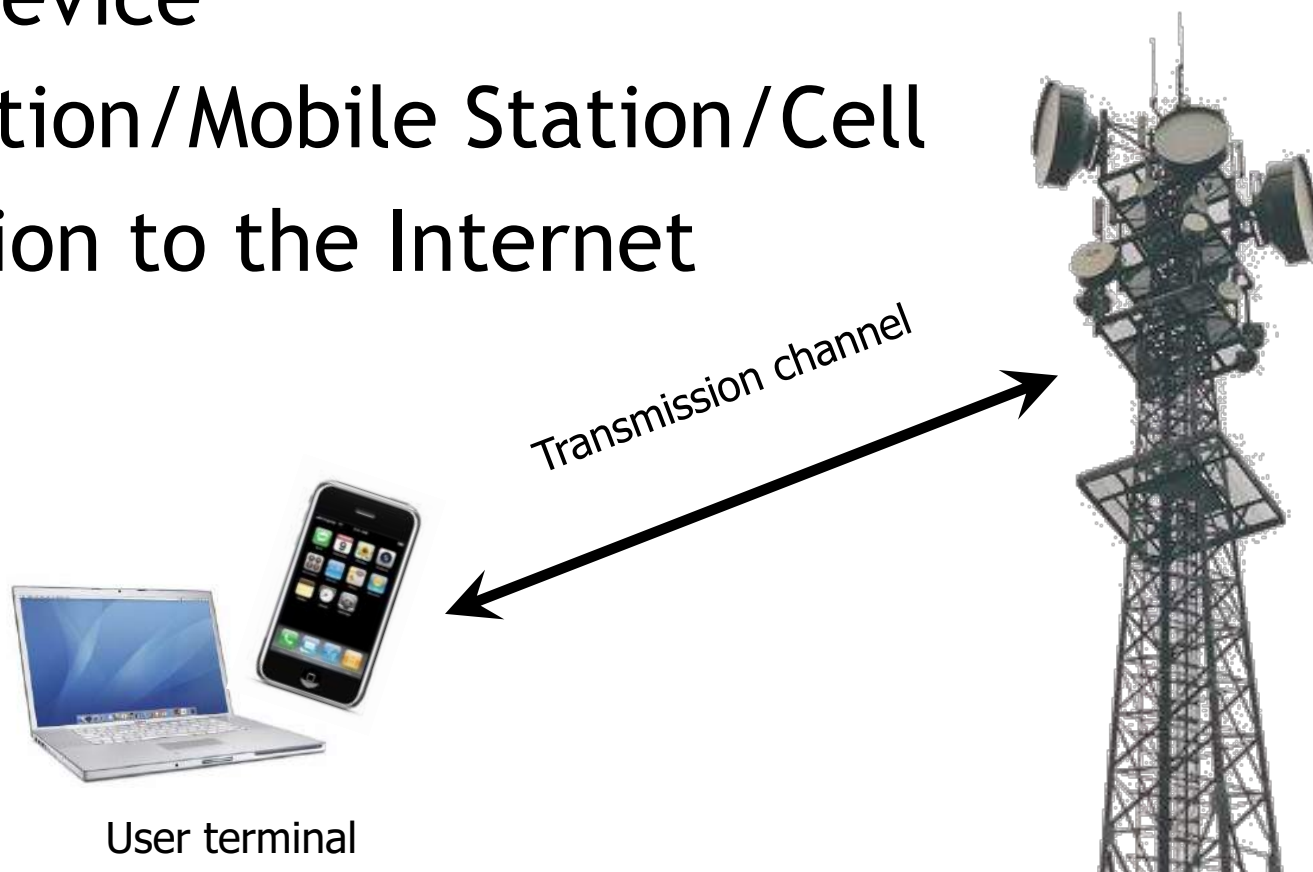 evice
tion/Mobile Station/Cell
ion to the Internet
Transmission channel
User terminal